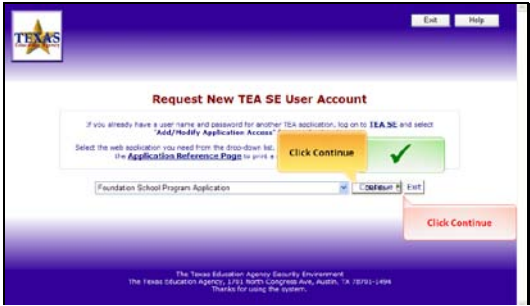 Exit Help
TEXAS
Education Agency
Request New TEA SE User Account
If you already have a user name and password for another TEA application, log on to TEA SE and select
"Add/Modify Application Access"
Select the web application you need from the drop-down list.
the Application Reference Page to print a
Click Continue
Foundation School Program Application
Continue Exit
Click Continue
The Texas Education Agency Security Environment
The Texas Education Agency, 1701 North Congress Ave, Austin, TX 78701-1494
Thanks for using the system.